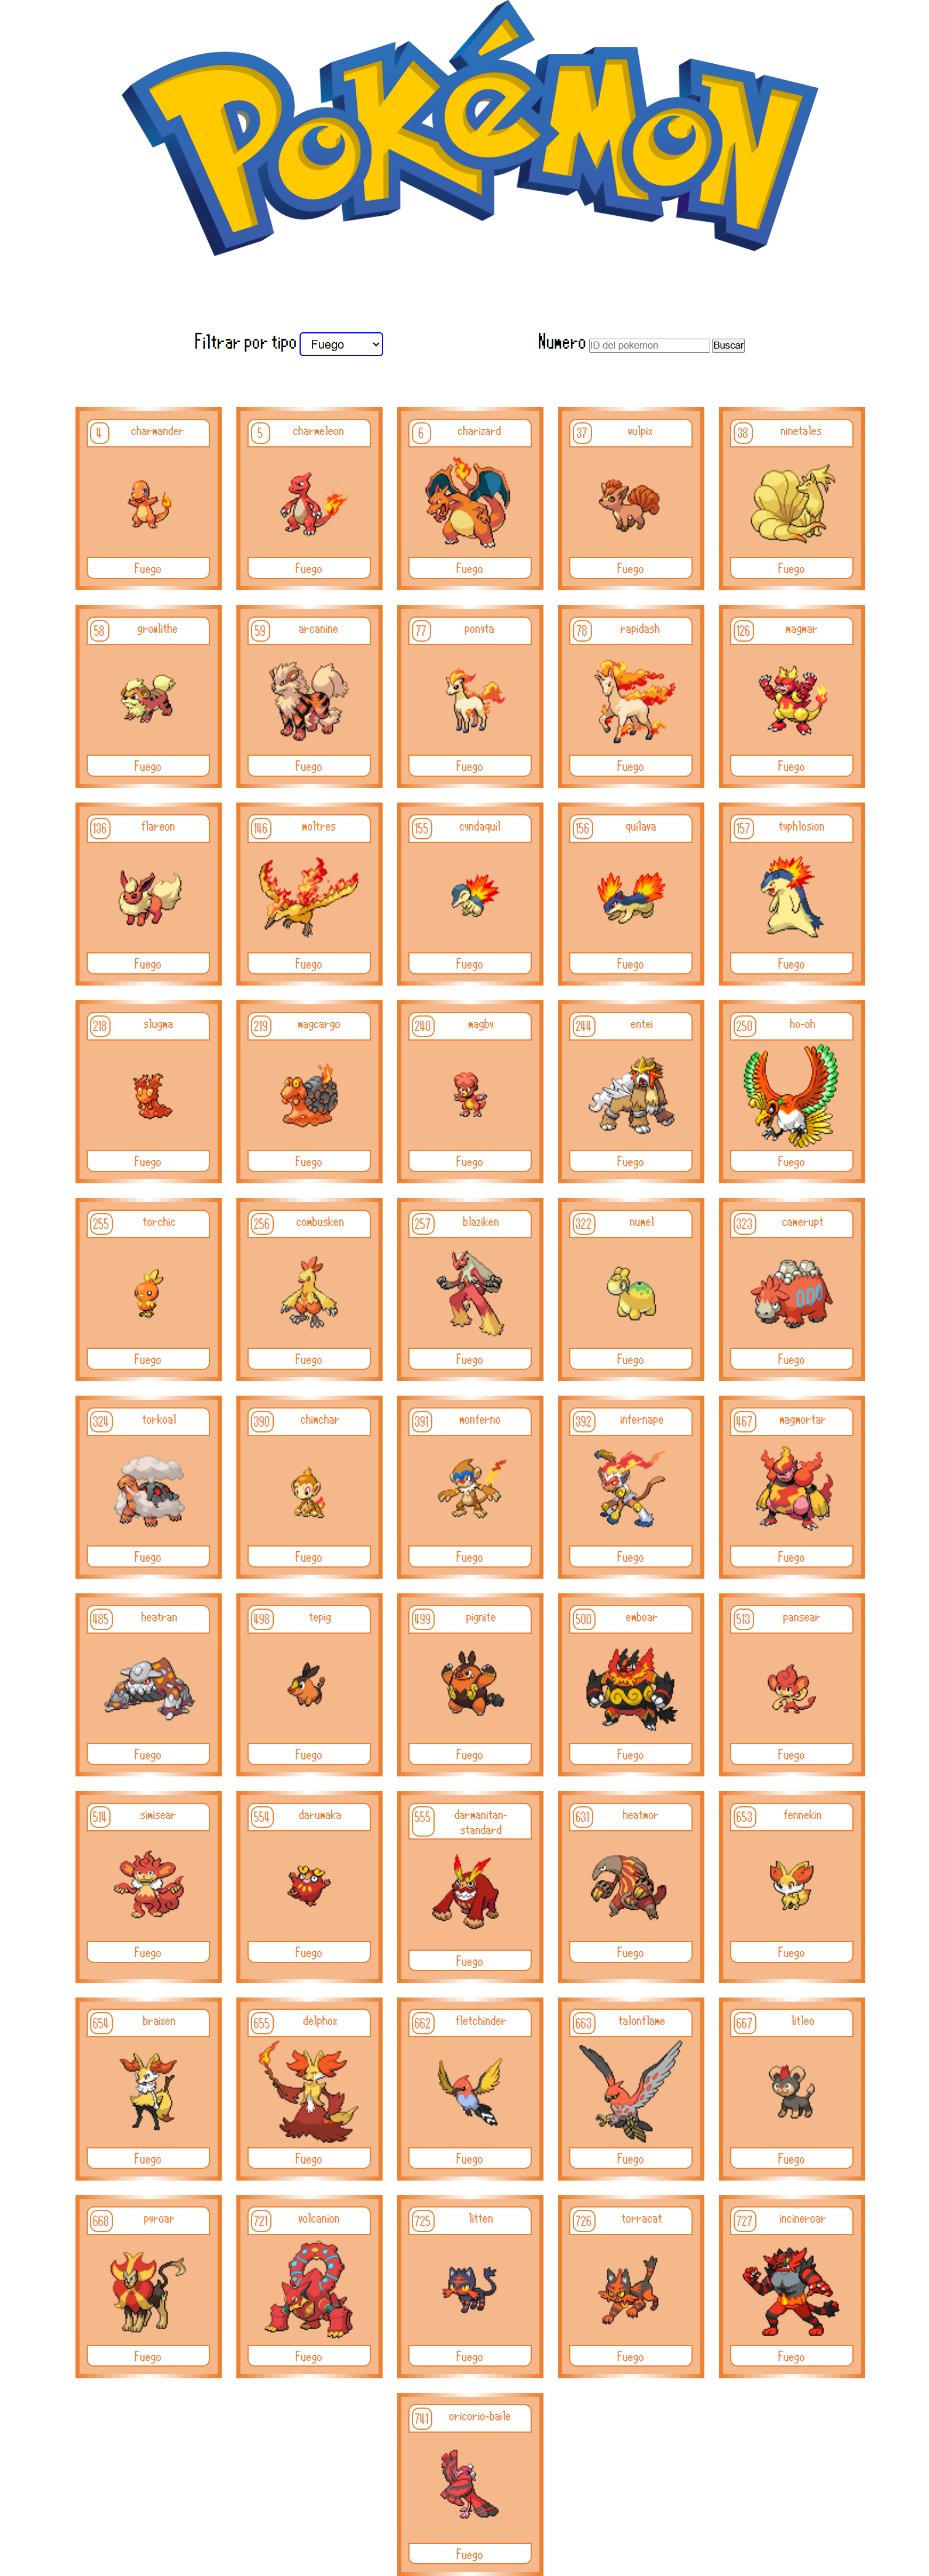 Pokémon
Filtrar por tipo Fuego Numero ID del pokemon Buscar
4 charmander
Fuego
5 charmeleon
Fuego
6 charizard
Fuego
37 vulpix
Fuego
38 ninetales
Fuego
58 growlithe
Fuego
59 arcanine
Fuego
77 ponyta
Fuego
78 rapidash
Fuego
126 magmar
Fuego
136 flareon
Fuego
146 moltres
Fuego
155 cyndaquil
Fuego
156 quilava
Fuego
157 typhlosion
Fuego
218 slugma
Fuego
219 magcargo
Fuego
240 magby
Fuego
244 entei
Fuego
250 ho-oh
Fuego
255 torchic
Fuego
256 combusken
Fuego
257 blaziken
Fuego
322 numel
Fuego
323 camerupt
Fuego
324 torkoal
Fuego
390 chimchar
Fuego
391 monferno
Fuego
392 infernape
Fuego
467 magmortar
Fuego
485 heatran
Fuego
498 tepig
Fuego
499 pignite
Fuego
500 emboar
Fuego
513 pansear
Fuego
514 simisear
Fuego
554 darumaka
Fuego
555 darmanitan-
standard
Fuego
631 heatmor
Fuego
653 fennekin
Fuego
654 braixen
Fuego
655 delphox
Fuego
662 fletchinder
Fuego
663 talonflame
Fuego
667 litleo
Fuego
668 pyroar
Fuego
721 volcanion
Fuego
725 litten
Fuego
726 torracat
Fuego
727 incineroar
Fuego
741 oricorio-baile
Fuego